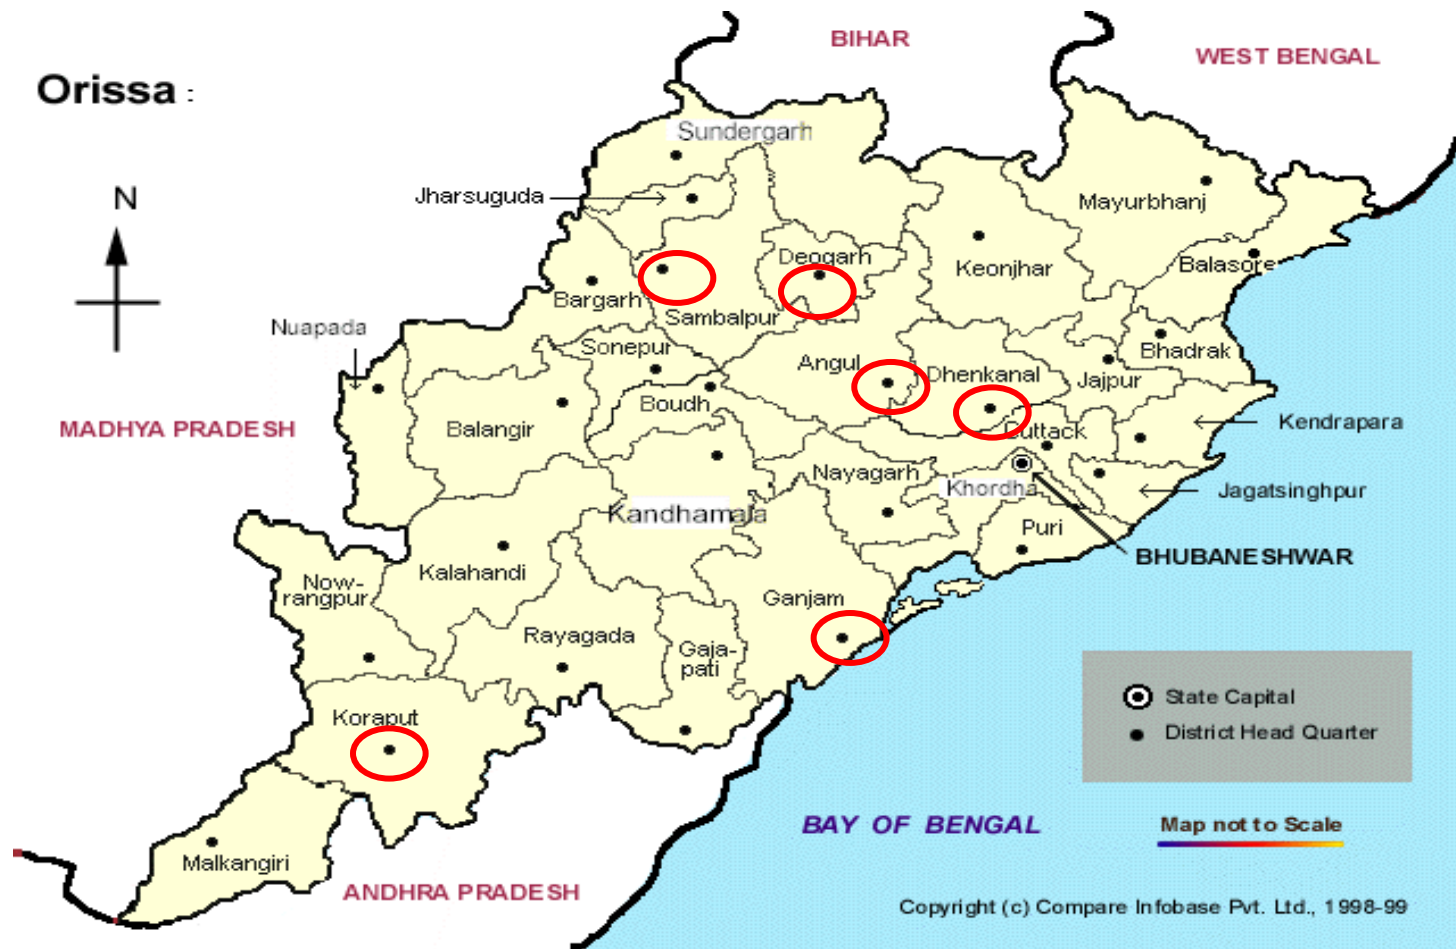 BIHAR
WEST BENGAL
Orissa :
Sundergarh
N
Jharsuguda
Mayurbhanj
Deogarh
Keonjhar
Balasore
Bargarh
Sambalpur
Nuapada
Sonepur
Bhadrak
Angul
Dhenkanal
Jajpur
Boudh
MADHYA PRADESH
Balangir
Cuttack
Kendrapara
Nayagarh
Khordha
Jagatsinghpur
Kandhamala
Puri
BHUBANESHWAR
Kalahandi
Now-
rangpur
Ganjam
Rayagada
Gaja-
pati
Koraput
State Capital
District Head Quarter
BAY OF BENGAL
Map not to Scale
Malkangiri
ANDHRA PRADESH
Copyright (c) Compare Infobase Pvt. Ltd., 1998-99